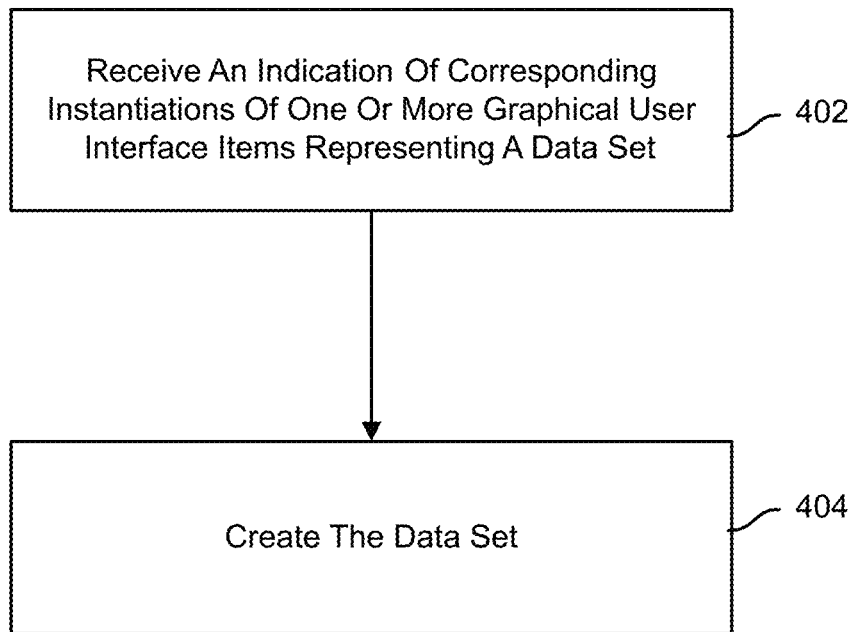 Receive An Indication Of Corresponding
Instantiations Of One Or More Graphical User
Interface Items Representing A Data Set
402
Create The Data Set
404